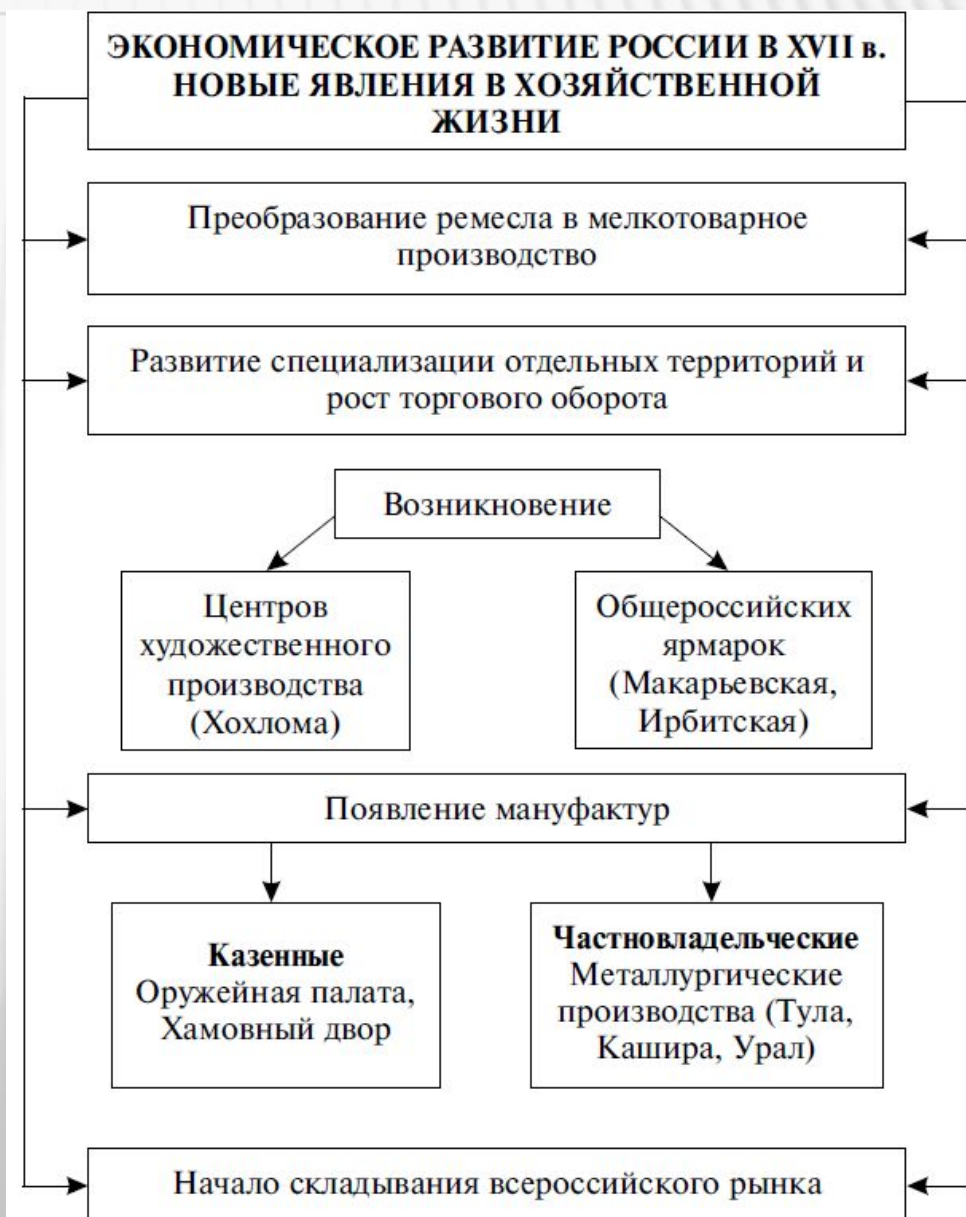 ЭКОНОМИЧЕСКОЕ РАЗВИТИЕ РОССИИ В XVII в.
НОВЫЕ ЯВЛЕНИЯ В ХОЗЯЙСТВЕННОЙ
ЖИЗНИ
Преобразование ремесла в мелкотоварное
производство
Развитие специализации отдельных территорий и
рост торгового оборота
Возникновение
Центров
художественного
производства
(Хохлома)
Общероссийских
ярмарок
(Макарьевская,
Ирбитская)
Появление мануфактур
Казенные
Оружейная палата,
Хамовный двор
Частновладельческие
Металлургические
производства (Тула,
Кашира, Урал)
Начало складывания всероссийского рынка